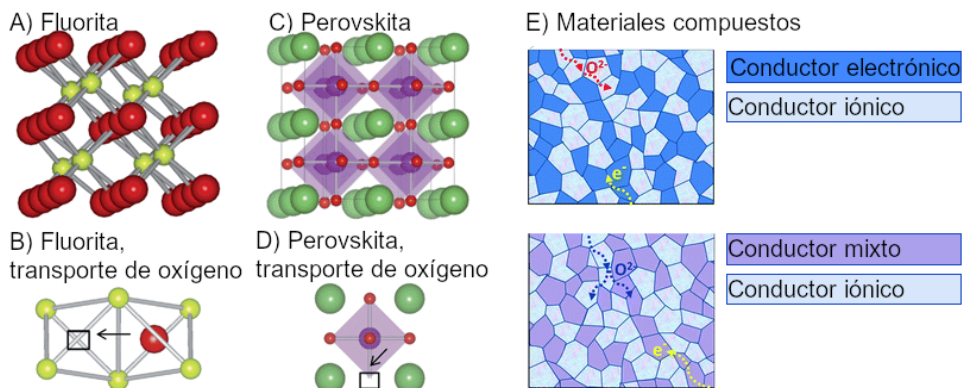 A) Fluorita
B) Fluorita,
transporte de oxígeno
C) Perovskita
D) Perovskita,
transporte de oxígeno
E) Materiales compuestos
O²⁻
e⁻
Conductor electrónico
Conductor iónico
O²⁻
e⁻
Conductor mixto
Conductor iónico